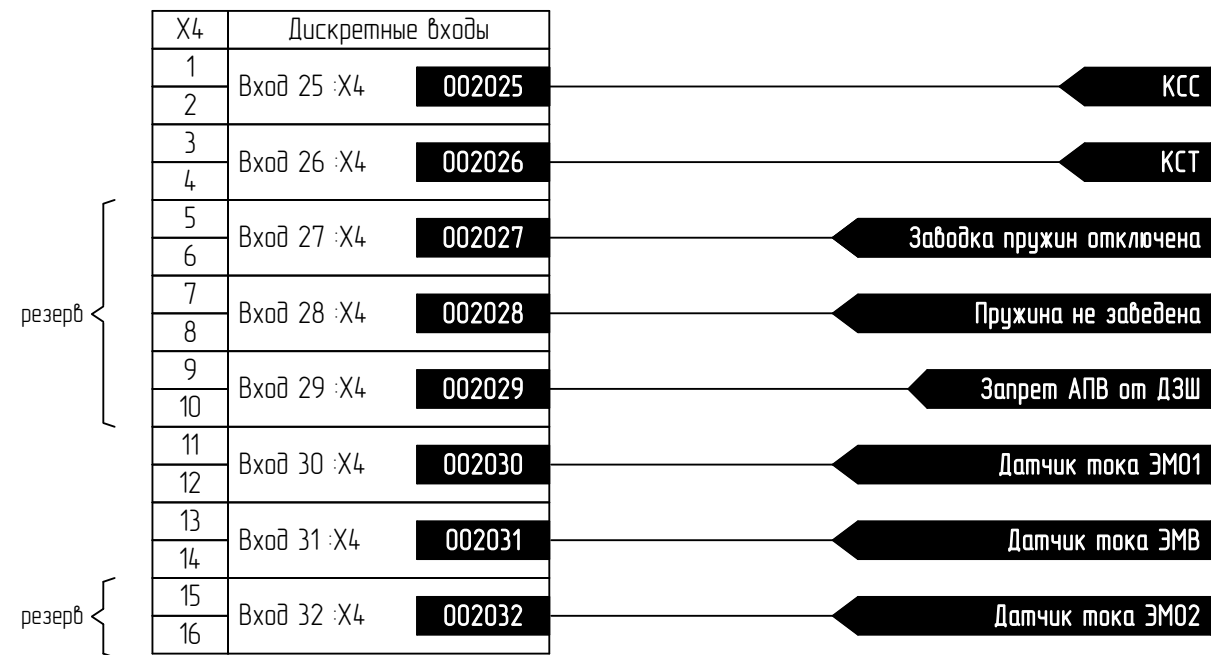 X4 Дискретные входы
1
Вход 25 :X4 002025 КСС
2
3
Вход 26 :X4 002026 КСТ
4
5
Вход 27 :X4 002027 Заводка пружин отключена
6
7
резерв Вход 28 :X4 002028 Пружина не заведена
8
9
Вход 29 :X4 002029 Запрет АПВ от ДЗШ
10
11
Вход 30 :X4 002030 Датчик тока ЭМО1
12
13
Вход 31 :X4 002031 Датчик тока ЭМВ
14
15
резерв Вход 32 :X4 002032 Датчик тока ЭМО2
16